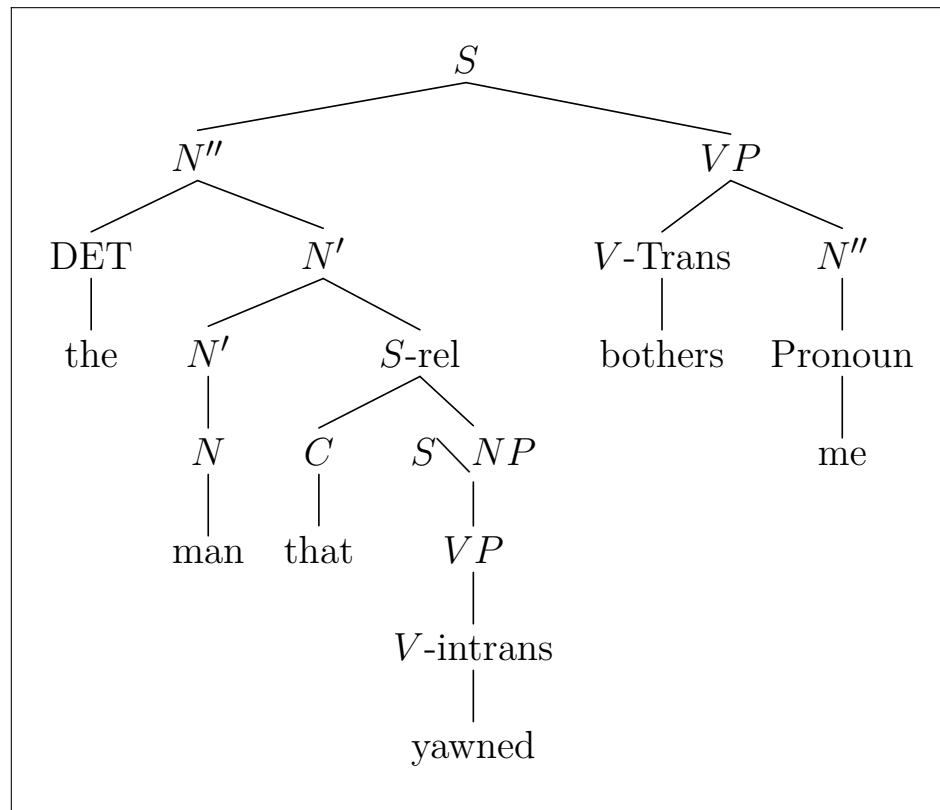 S
N″ VP
DET N′ V-Trans N″
the N′ S-rel bothers Pronoun
N C S\NP me
man that VP
V-intrans
yawned